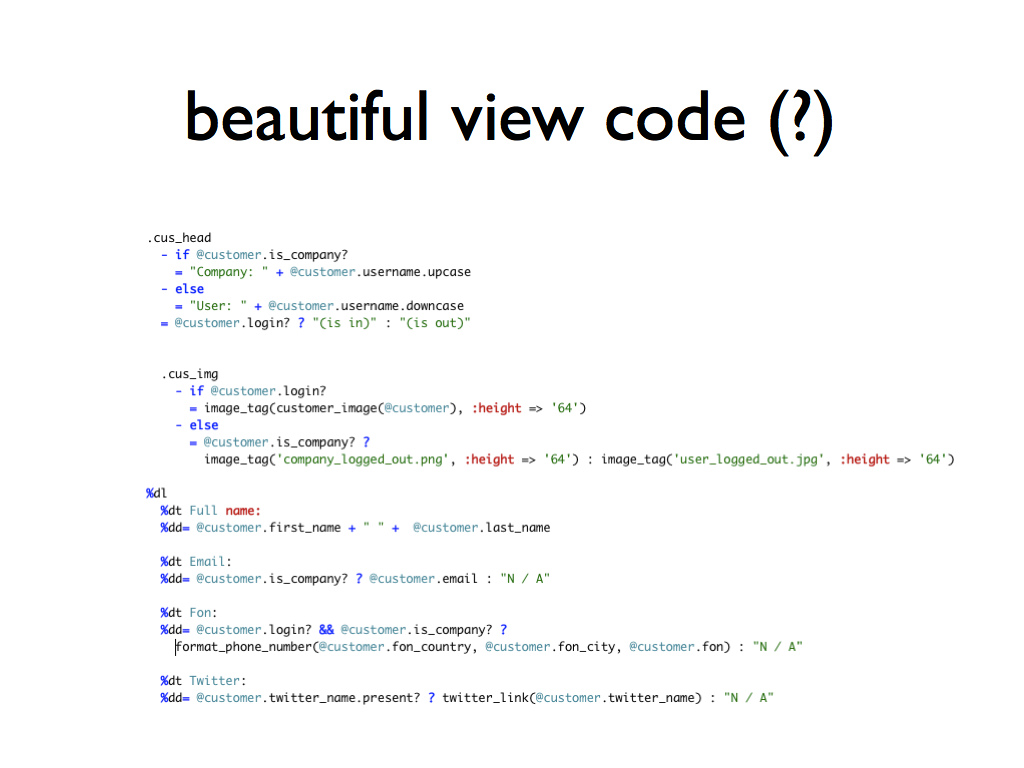 beautiful view code (?)
.cus_head
- if @customer.is_company?
= "Company: " + @customer.username.upcase
- else
= "User: " + @customer.username.downcase
= @customer.login? ? "(is in)" : "(is out)"
.cus_img
- if @customer.login?
= image_tag(customer_image(@customer), :height => '64')
- else
= @customer.is_company? ?
image_tag('company_logged_out.png', :height => '64') : image_tag('user_logged_out.jpg', :height => '64')
%dl
%dt Full name:
%dd= @customer.first_name + " " +  @customer.last_name
%dt Email:
%dd= @customer.is_company? ? @customer.email : "N / A"
%dt Fon:
%dd= @customer.login? && @customer.is_company? ?
format_phone_number(@customer.fon_country, @customer.fon_city, @customer.fon) : "N / A"
%dt Twitter:
%dd= @customer.twitter_name.present? ? twitter_link(@customer.twitter_name) : "N / A"